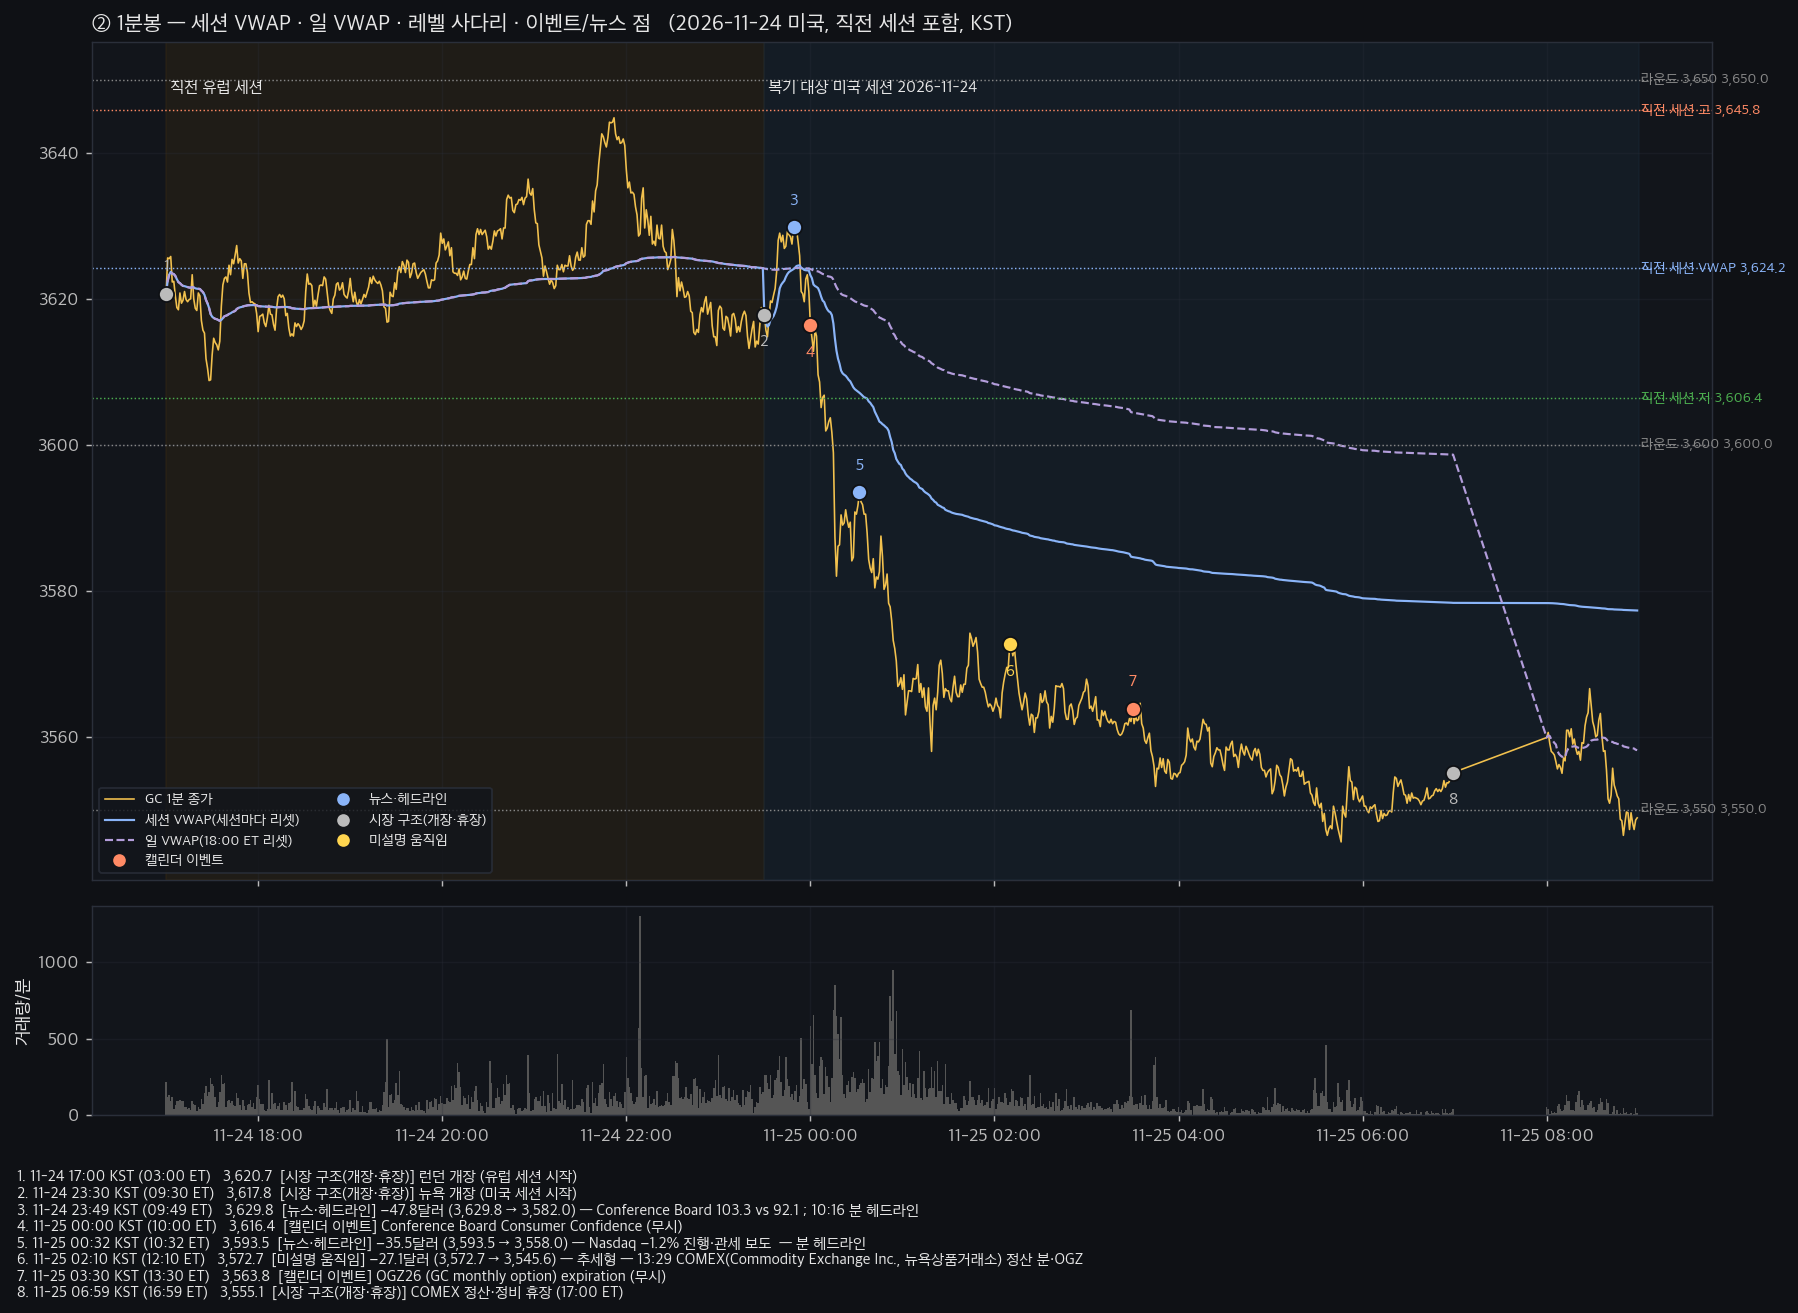 ② 1분봉 — 세션 VWAP · 일 VWAP · 레벨 사다리 · 이벤트/뉴스 점 (2026-11-24 미국, 직전 세션 포함, KST)
직전 유럽 세션
복기 대상 미국 세션 2026-11-24
라운드 3,650 3,650.0
직전 세션 고 3,645.8
3640
3
직전 세션 VWAP 3,624.2
3620
2
4
직전 세션 저 3,606.4
3600
라운드 3,600 3,600.0
5
3580
6
7
3560
8
라운드 3,550 3,550.0
GC 1분 종가
세션 VWAP(세션마다 리셋)
일 VWAP(18:00 ET 리셋)
캘린더 이벤트
뉴스·헤드라인
시장 구조(개장·휴장)
미설명 움직임
거래량/분
1000
500
0
11-24 18:00
11-24 20:00
11-24 22:00
11-25 00:00
11-25 02:00
11-25 04:00
11-25 06:00
11-25 08:00
1. 11-24 17:00 KST (03:00 ET) 3,620.7 [시장 구조(개장·휴장)] 런던 개장 (유럽 세션 시작)
2. 11-24 23:30 KST (09:30 ET) 3,617.8 [시장 구조(개장·휴장)] 뉴욕 개장 (미국 세션 시작)
3. 11-24 23:49 KST (09:49 ET) 3,629.8 [뉴스·헤드라인] −47.8달러 (3,629.8 → 3,582.0) — Conference Board 103.3 vs 92.1 ; 10:16 분 헤드라인
4. 11-25 00:00 KST (10:00 ET) 3,616.4 [캘린더 이벤트] Conference Board Consumer Confidence (무시)
5. 11-25 00:32 KST (10:32 ET) 3,593.5 [뉴스·헤드라인] −35.5달러 (3,593.5 → 3,558.0) — Nasdaq −1.2% 진행·관세 보도 — 분 헤드라인
6. 11-25 02:10 KST (12:10 ET) 3,572.7 [미설명 움직임] −27.1달러 (3,572.7 → 3,545.6) — 추세형 — 13:29 COMEX(Commodity Exchange Inc., 뉴욕상품거래소) 정산 분·OGZ
7. 11-25 03:30 KST (13:30 ET) 3,563.8 [캘린더 이벤트] OGZ26 (GC monthly option) expiration (무시)
8. 11-25 06:59 KST (16:59 ET) 3,555.1 [시장 구조(개장·휴장)] COMEX 정산·정비 휴장 (17:00 ET)